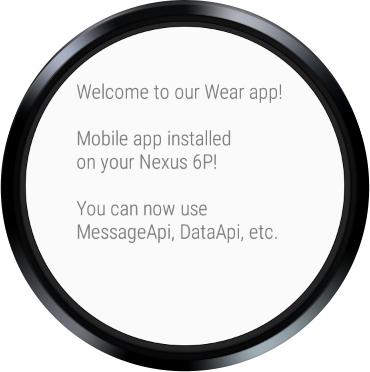 Welcome to our Wear app!
Mobile app installed
on your Nexus 6P!
You can now use
MessageApi, DataApi, etc.